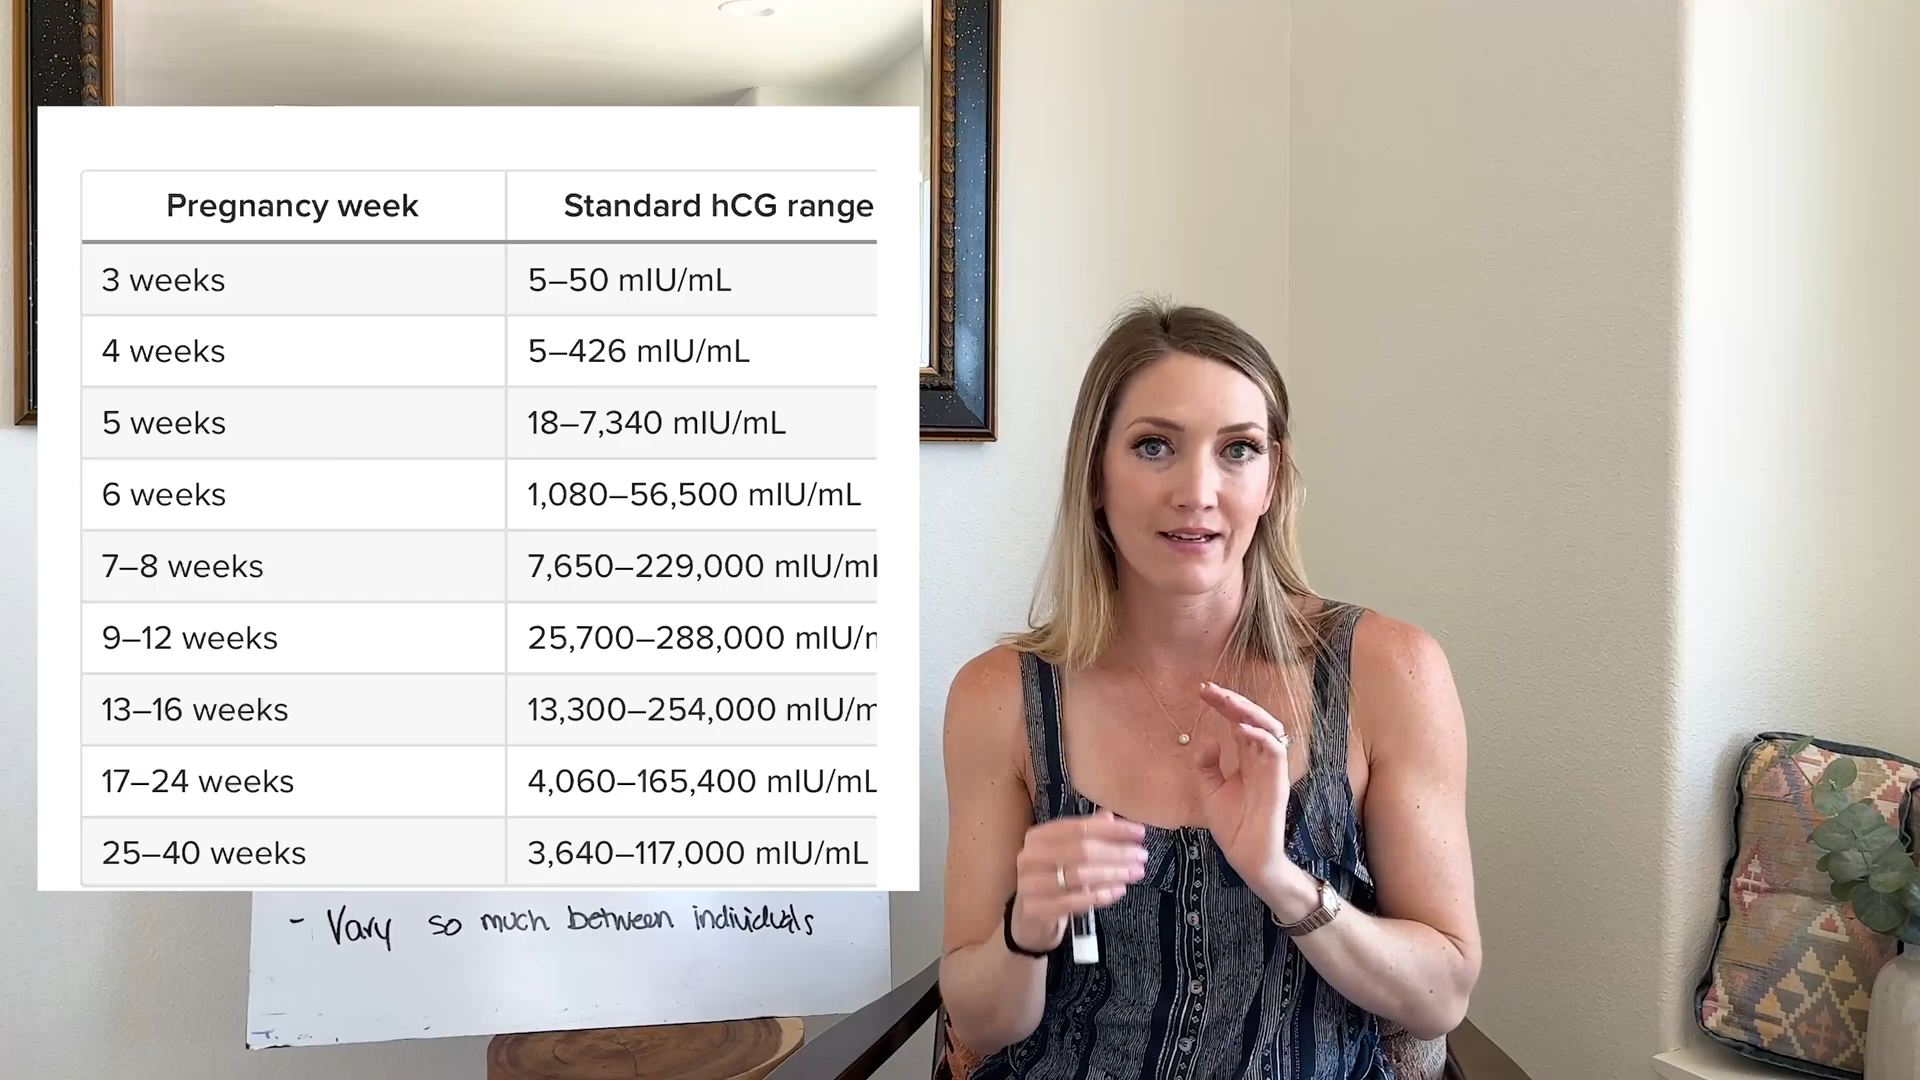 Pregnancy week Standard hCG range
3 weeks 5–50 mIU/mL
4 weeks 5–426 mIU/mL
5 weeks 18–7,340 mIU/mL
6 weeks 1,080–56,500 mIU/mL
7–8 weeks 7,650–229,000 mIU/ml
9–12 weeks 25,700–288,000 mIU/m
13–16 weeks 13,300–254,000 mIU/m
17–24 weeks 4,060–165,400 mIU/mL
25–40 weeks 3,640–117,000 mIU/mL
- Vary so much between individuals